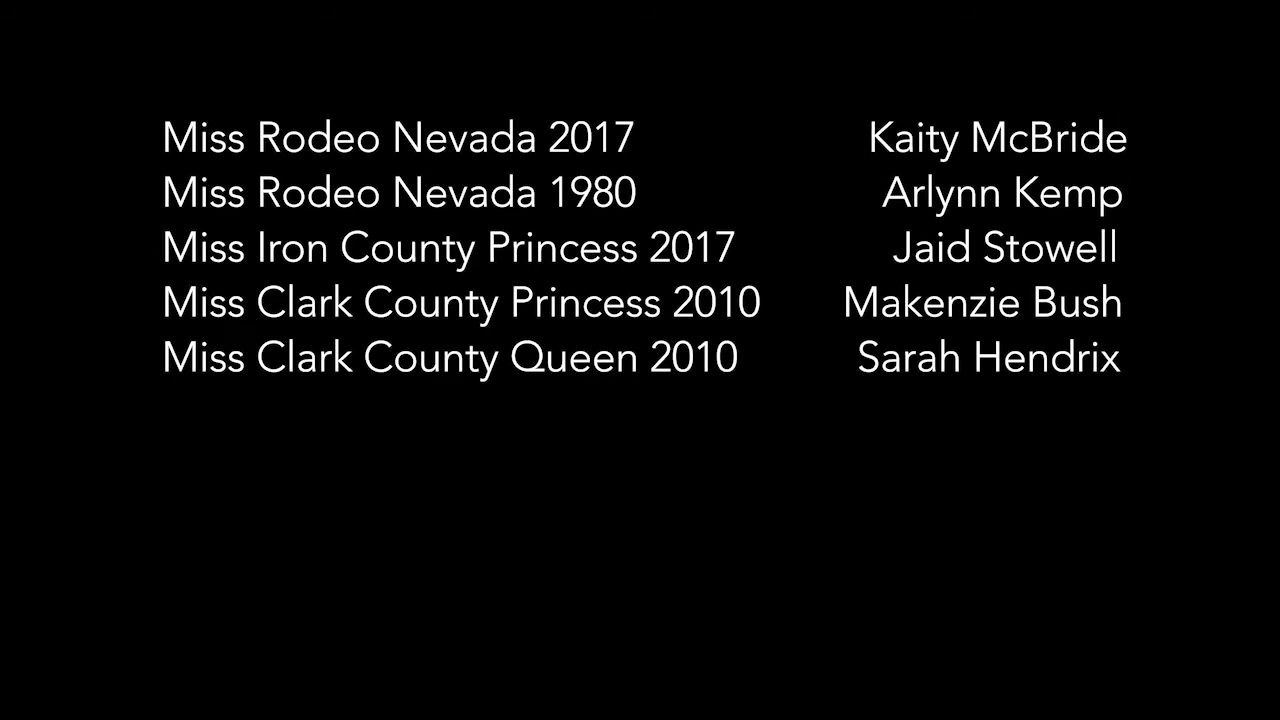 Miss Rodeo Nevada 2017 Kaity McBride
Miss Rodeo Nevada 1980 Arlynn Kemp
Miss Iron County Princess 2017 Jaid Stowell
Miss Clark County Princess 2010 Makenzie Bush
Miss Clark County Queen 2010 Sarah Hendrix